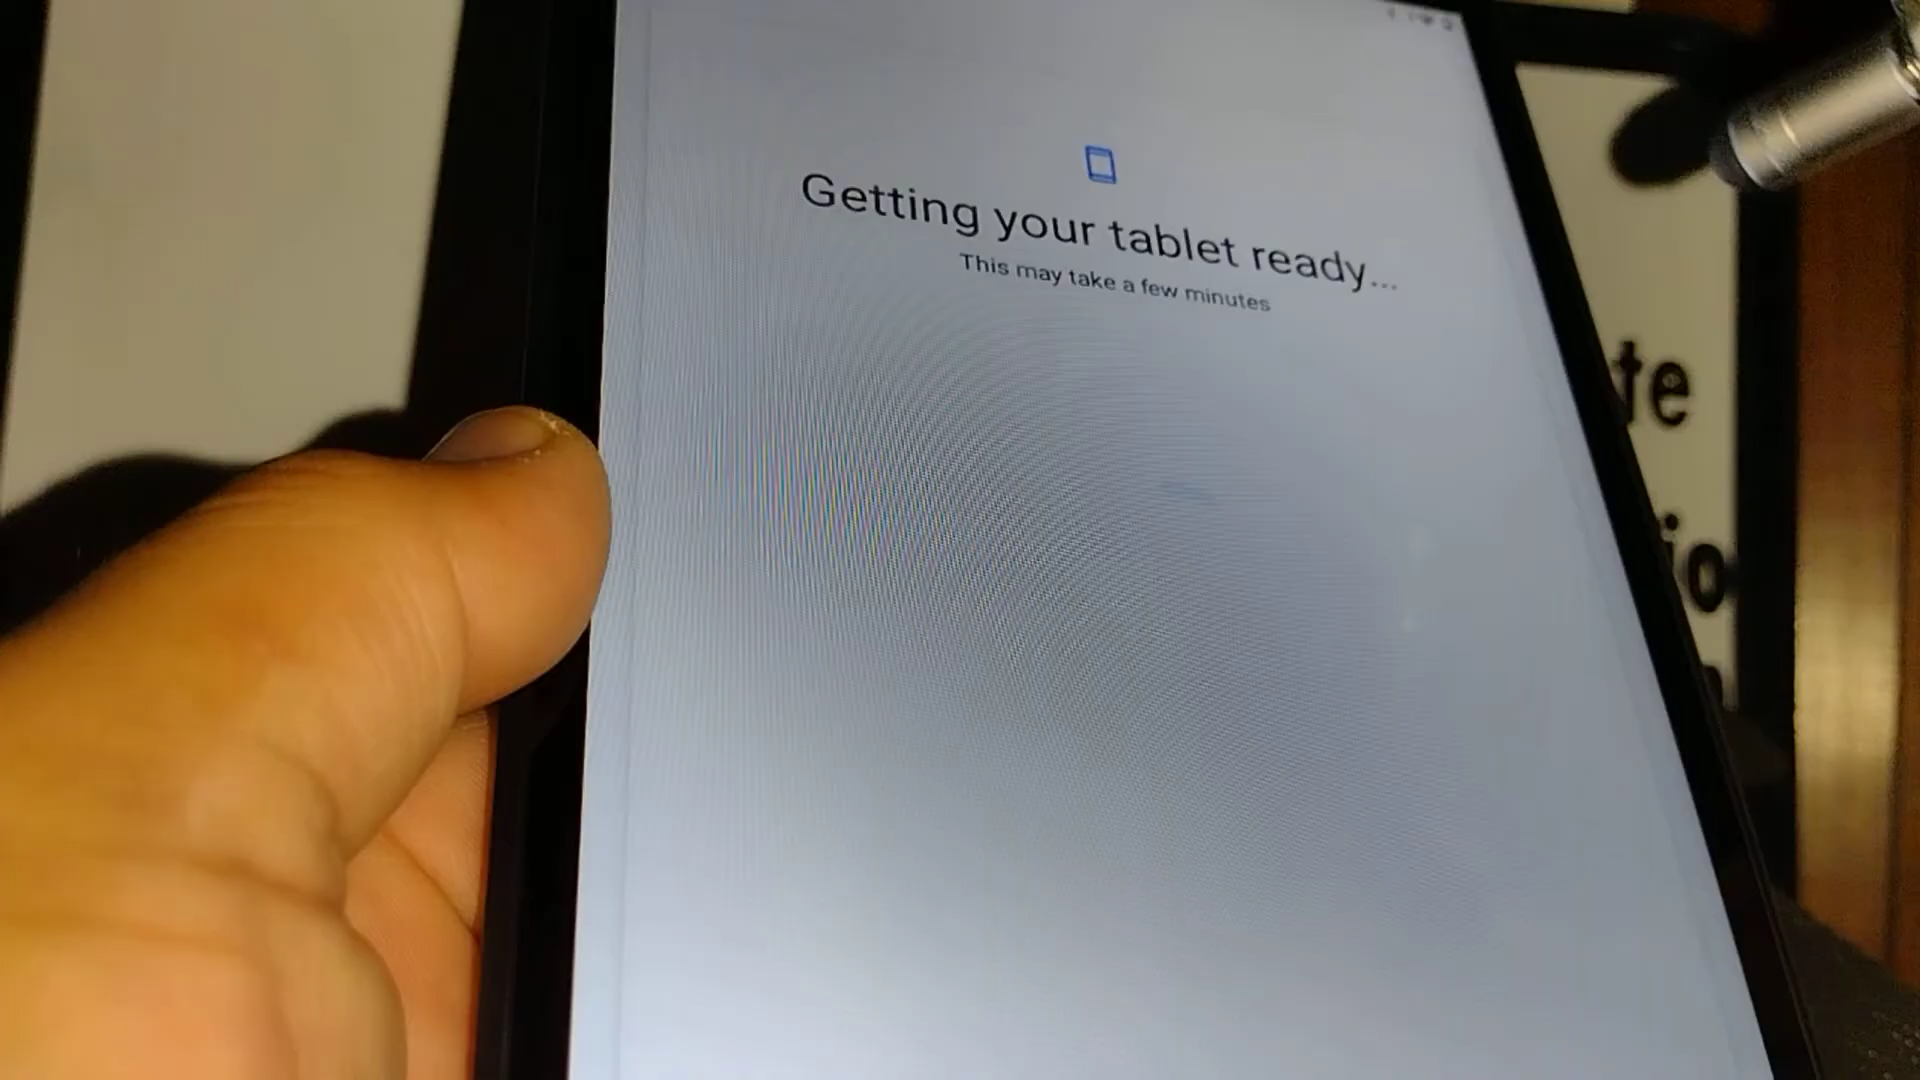 Getting your tablet ready...
This may take a few minutes
te
io